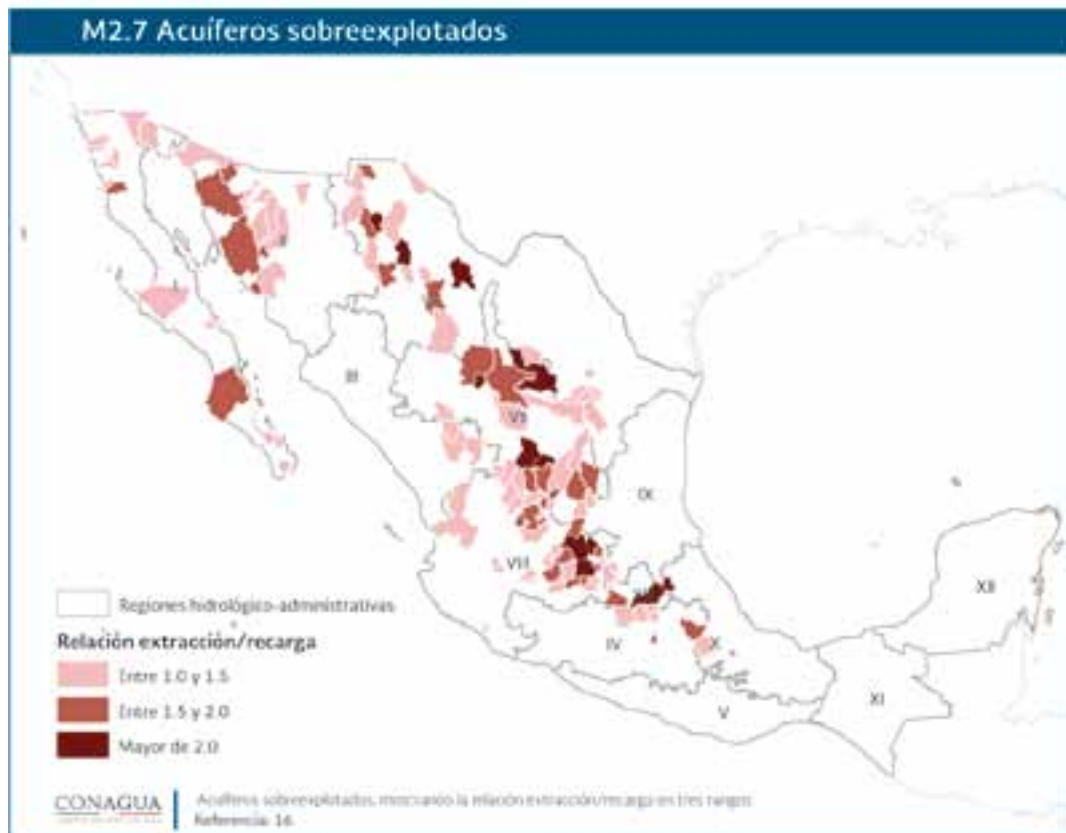 M2.7 Acuíferos sobreexplotados
III
VII
IX
VIII
XII
IV
X
XI
V
Regiones hidrológico-administrativas
Relación extracción/recarga
Entre 1.0 y 1.5
Entre 1.5 y 2.0
Mayor de 2.0
CONAGUA
Acuíferos sobreexplotados, mostrando la relación extracción/recarga en tres rangos
Referencia: 16